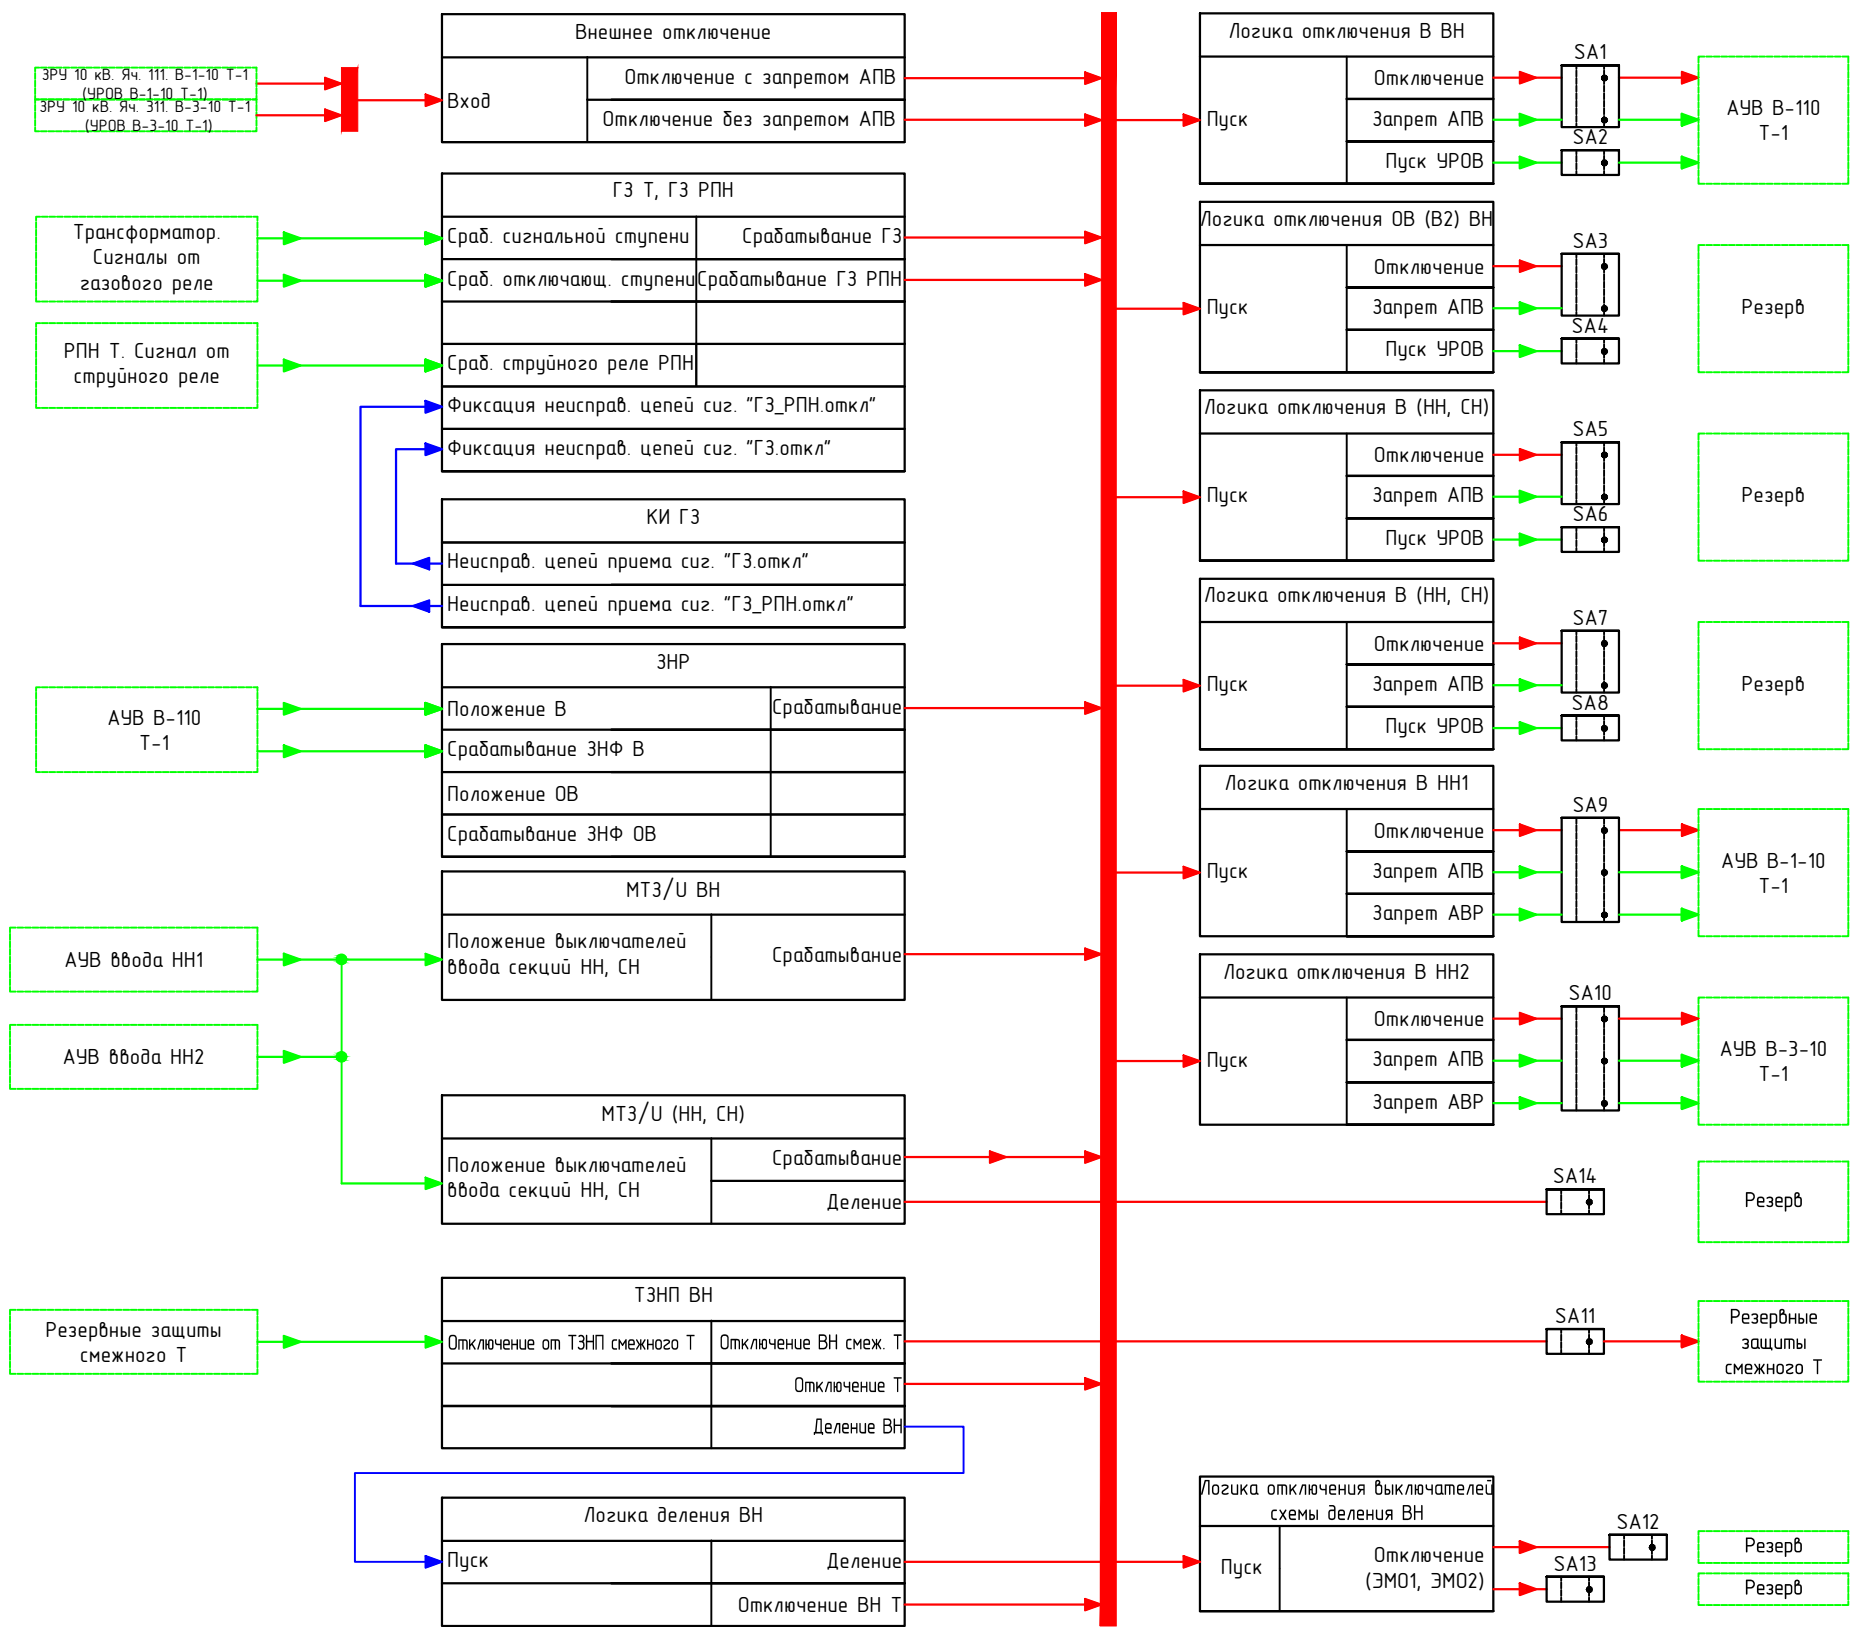 ЗРУ 10 кВ. Яч. 111. В-1-10 Т-1
(УРОВ В-1-10 Т-1)
ЗРУ 10 кВ. Яч. 311. В-3-10 Т-1
(УРОВ В-3-10 Т-1)
Внешнее отключение
Вход
Отключение с запретом АПВ
Отключение без запретом АПВ
Трансформатор.
Сигналы от
газового реле
РПН Т. Сигнал от
струйного реле
ГЗ Т, ГЗ РПН
Сраб. сигнальной ступени
Срабатывание ГЗ
Сраб. отключающ. ступени
Срабатывание ГЗ РПН
Сраб. струйного реле РПН
Фиксация неисправ. цепей сиг. "ГЗ_РПН.откл"
Фиксация неисправ. цепей сиг. "ГЗ.откл"
КИ ГЗ
Неисправ. цепей приема сиг. "ГЗ.откл"
Неисправ. цепей приема сиг. "ГЗ_РПН.откл"
АУВ В-110
Т-1
ЗНР
Положение В
Срабатывание
Срабатывание ЗНФ В
Положение ОВ
Срабатывание ЗНФ ОВ
АУВ ввода НН1
АУВ ввода НН2
МТЗ/U ВН
Положение выключателей
ввода секций НН, СН
Срабатывание
МТЗ/U (НН, СН)
Положение выключателей
ввода секций НН, СН
Срабатывание
Деление
Резервные защиты
смежного Т
ТЗНП ВН
Отключение от ТЗНП смежного Т
Отключение ВН смеж. Т
Отключение Т
Деление ВН
Логика деления ВН
Пуск
Деление
Отключение ВН Т
Логика отключения В ВН
Пуск
Отключение
Запрет АПВ
Пуск УРОВ
SA1
SA2
АУВ В-110
Т-1
Логика отключения ОВ (В2) ВН
Пуск
Отключение
Запрет АПВ
Пуск УРОВ
SA3
SA4
Резерв
Логика отключения В (НН, СН)
Пуск
Отключение
Запрет АПВ
Пуск УРОВ
SA5
SA6
Резерв
Логика отключения В (НН, СН)
Пуск
Отключение
Запрет АПВ
Пуск УРОВ
SA7
SA8
Резерв
Логика отключения В НН1
Пуск
Отключение
Запрет АПВ
Запрет АВР
SA9
АУВ В-1-10
Т-1
Логика отключения В НН2
Пуск
Отключение
Запрет АПВ
Запрет АВР
SA10
АУВ В-3-10
Т-1
SA14
Резерв
SA11
Резервные
защиты
смежного Т
Логика отключения выключателей
схемы деления ВН
Пуск
Отключение
(ЭМО1, ЭМО2)
SA12
SA13
Резерв
Резерв